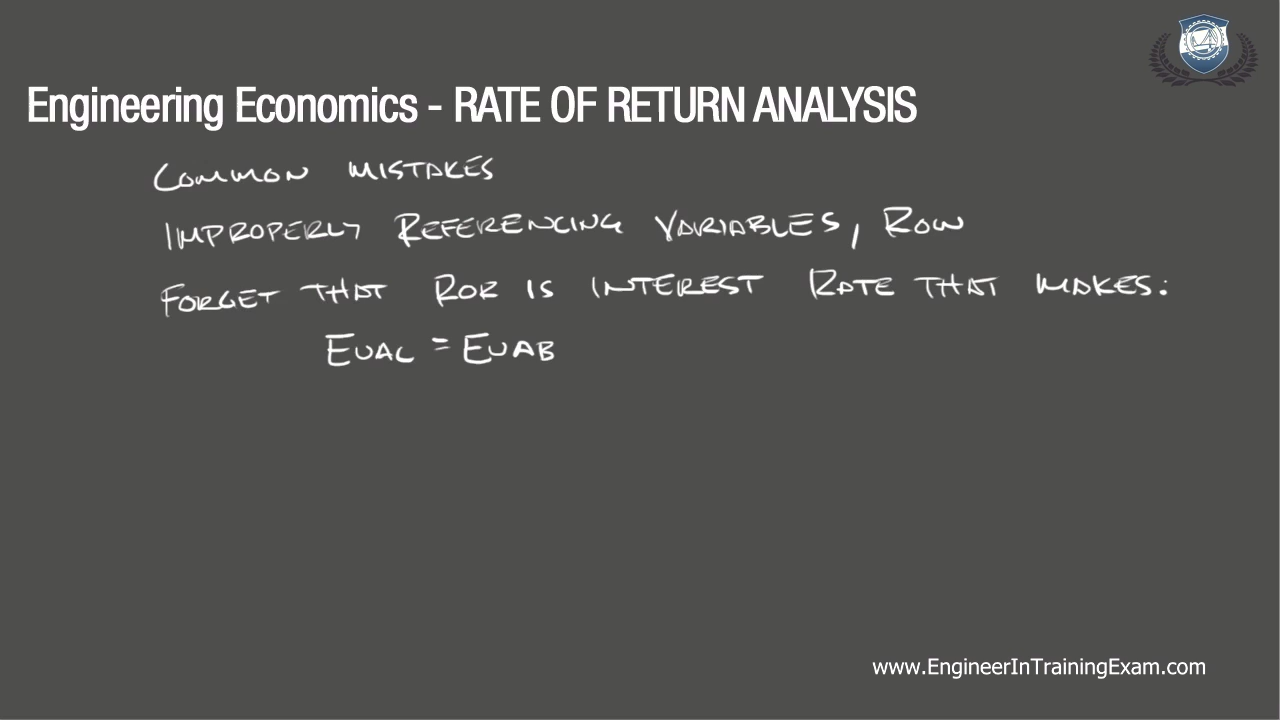 Engineering Economics - RATE OF RETURN ANALYSIS
COMMON MISTAKES
IMPROPERLY REFERENCING VARIABLES, ROW
FORGET THAT ROR IS INTEREST RATE THAT MAKES:
EUAC = EUAB
www.EngineerInTrainingExam.com